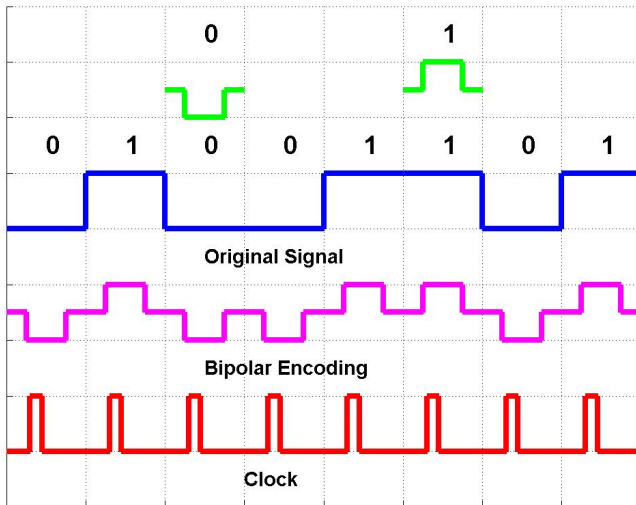 0 1
0 1 0 0 1 1 0 1
Original Signal
Bipolar Encoding
Clock